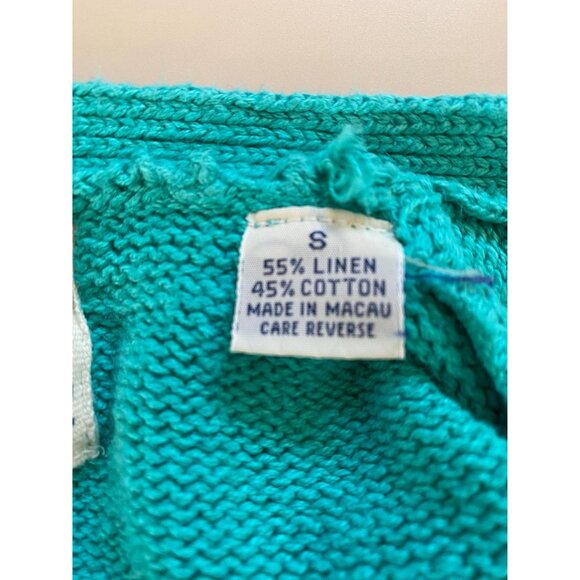 S
55% LINEN
45% COTTON
MADE IN MACAU
CARE REVERSE